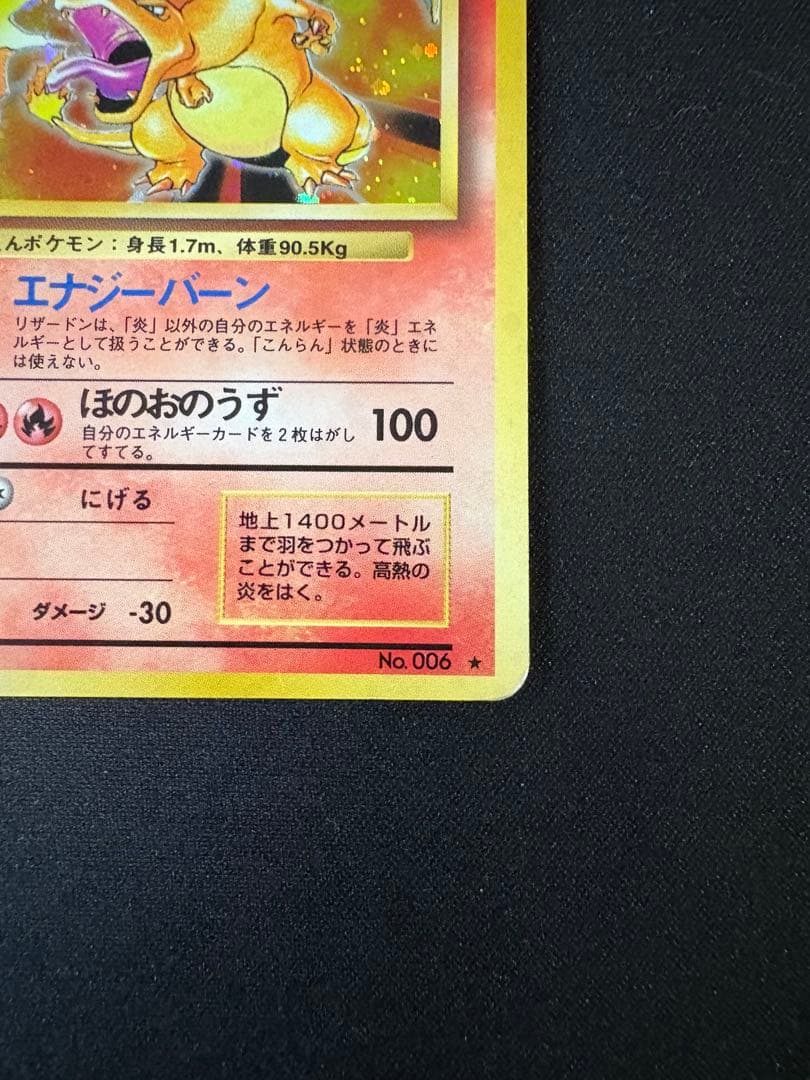 んポケモン：身長1.7m、体重90.5Kg
エナジーバーン
リザードンは、「炎」以外の自分のエネルギーを「炎」エネ
ルギーとして扱うことができる。「こんらん」状態のときに
は使えない。
ほのおのうず 100
自分のエネルギーカードを2枚はがし
てすてる。
にげる
地上1400メートル
まで羽をつかって飛ぶ
ことができる。高熱の
炎をはく。
ダメージ -30
No. 006 ★